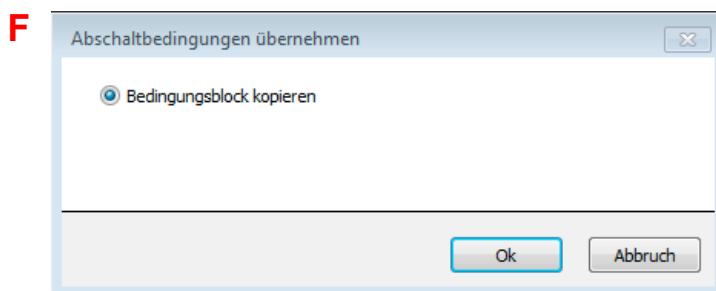 F
Abschaltbedingungen übernehmen
Bedingungsblock kopieren
Ok
Abbruch